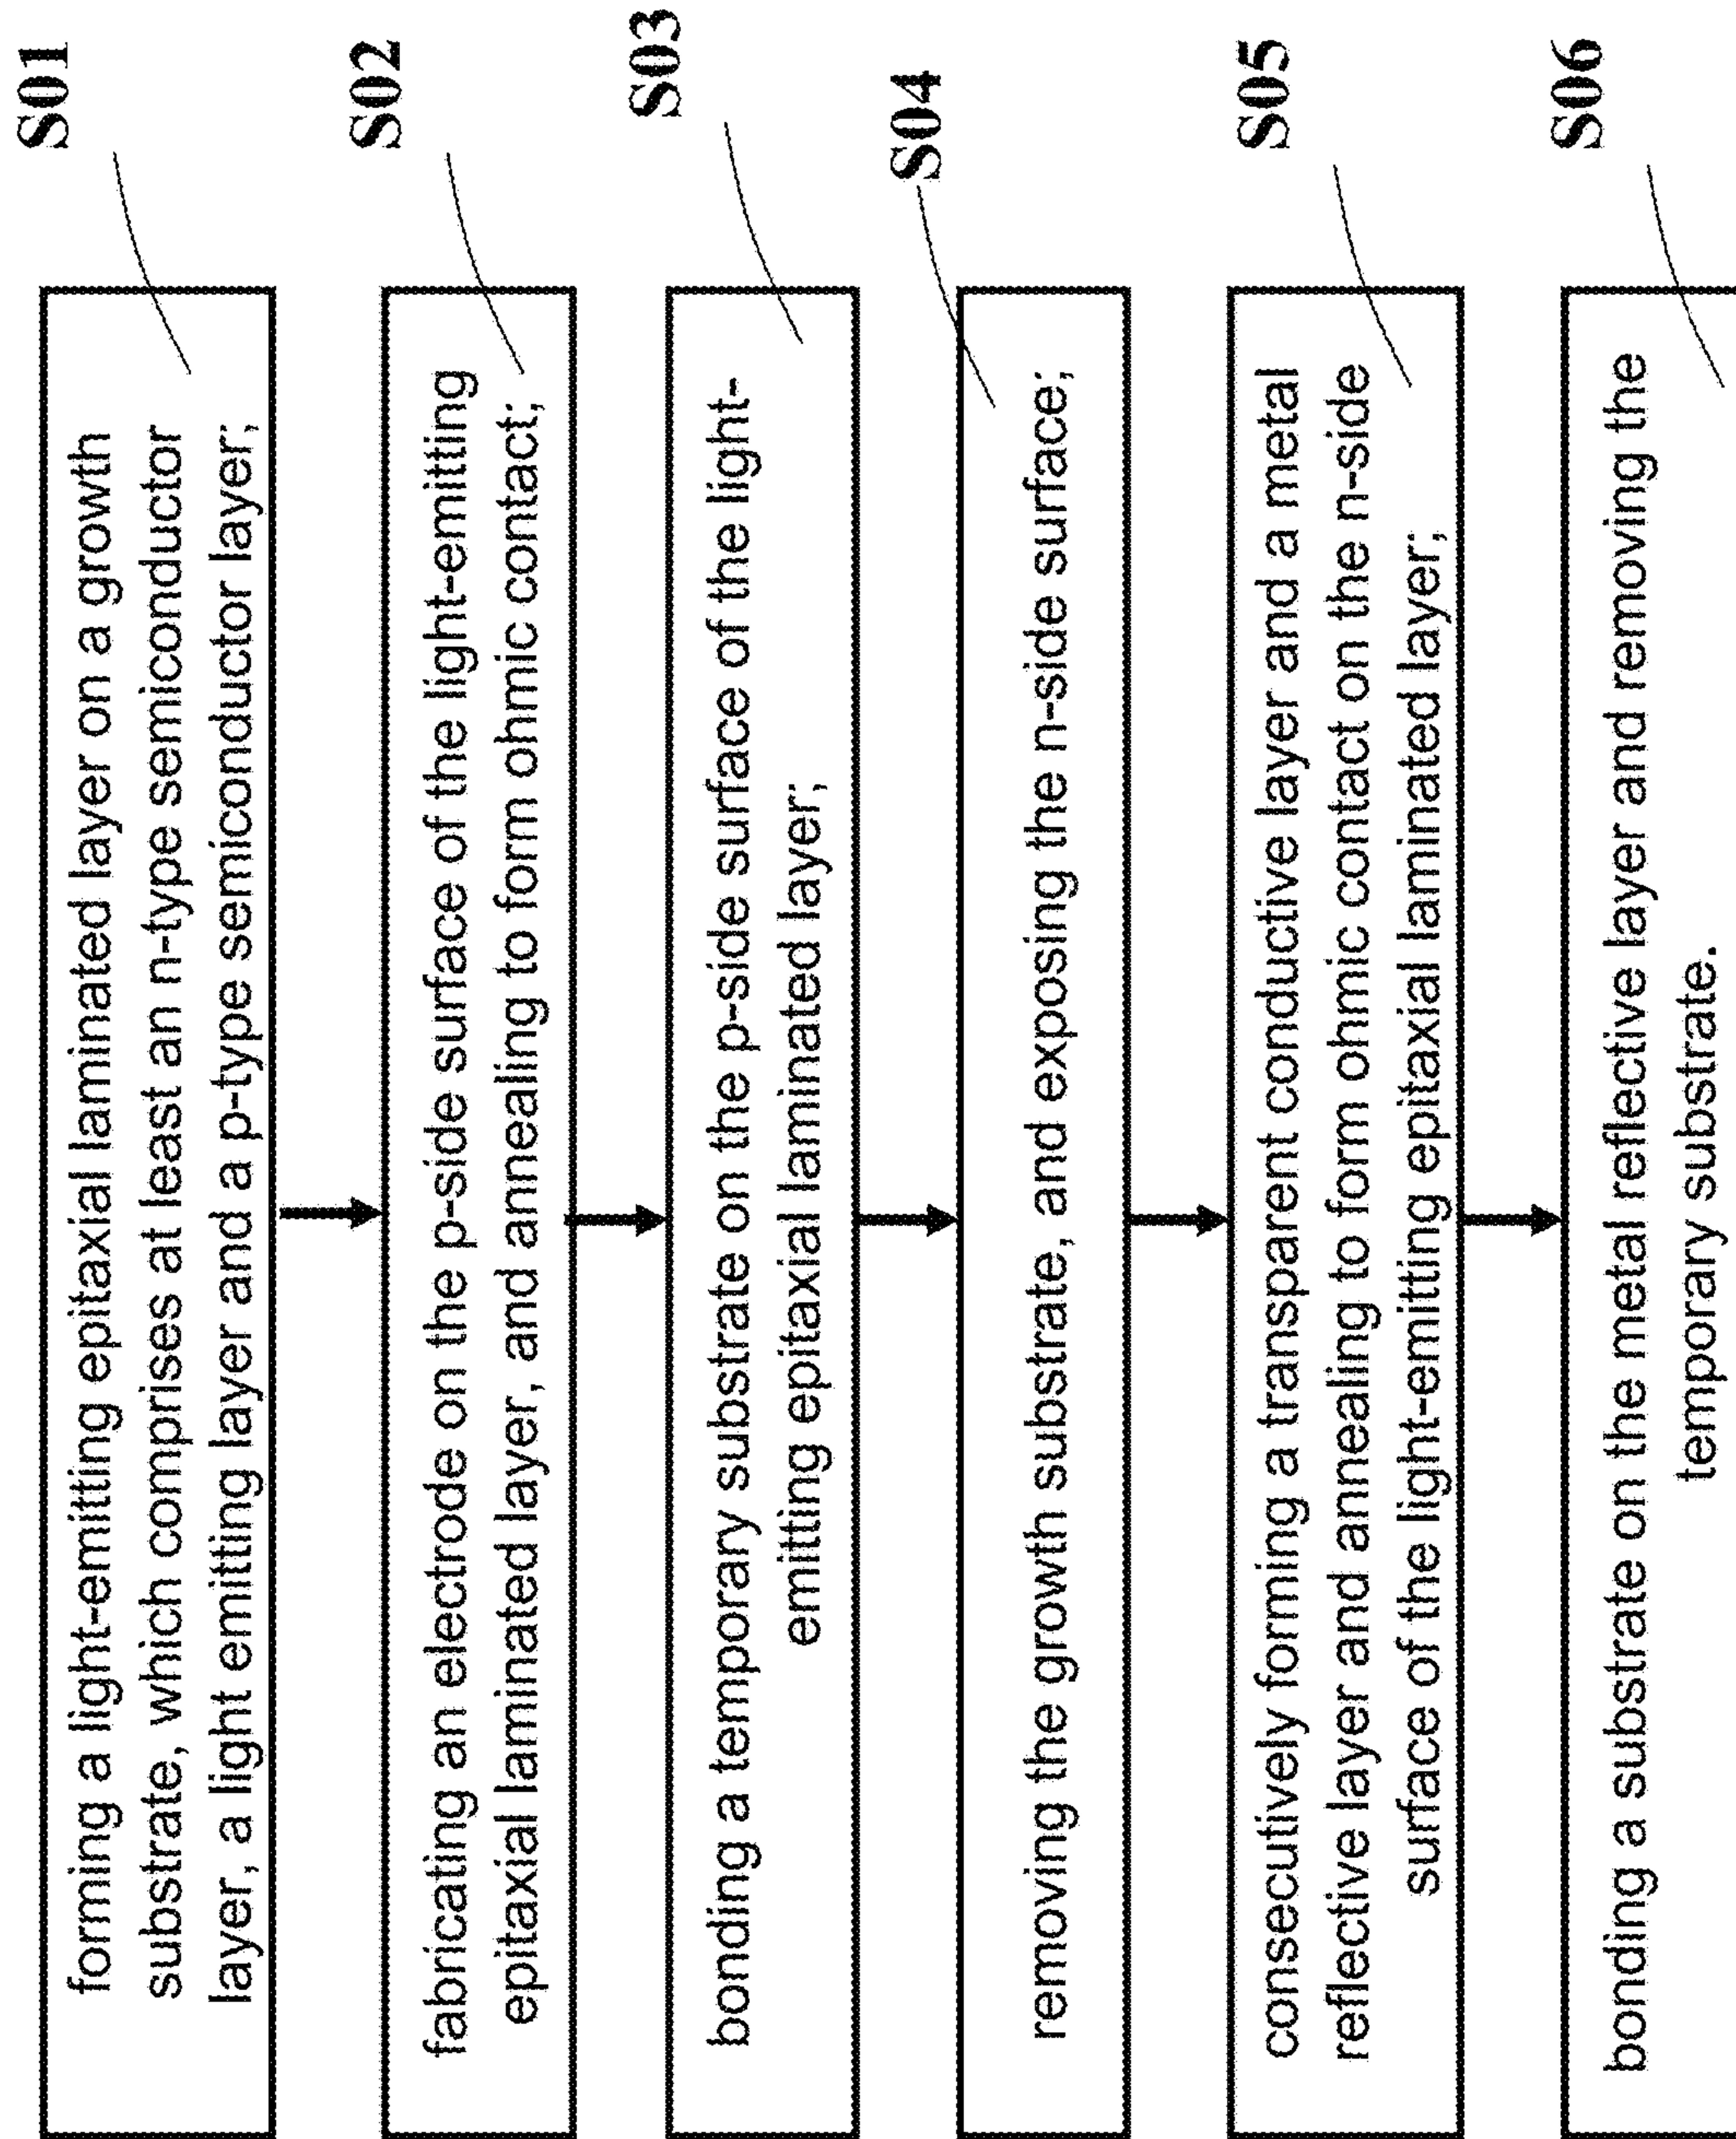 S01
forming a light-emitting epitaxial laminated layer on a growth
substrate, which comprises at least an n-type semiconductor
layer, a light emitting layer and a p-type semiconductor layer;
S02
fabricating an electrode on the p-side surface of the light-emitting
epitaxial laminated layer, and annealing to form ohmic contact;
S03
bonding a temporary substrate on the p-side surface of the light-
emitting epitaxial laminated layer;
S04
removing the growth substrate, and exposing the n-side surface;
S05
consecutively forming a transparent conductive layer and a metal
reflective layer and annealing to form ohmic contact on the n-side
surface of the light-emitting epitaxial laminated layer;
S06
bonding a substrate on the metal reflective layer and removing the
temporary substrate.